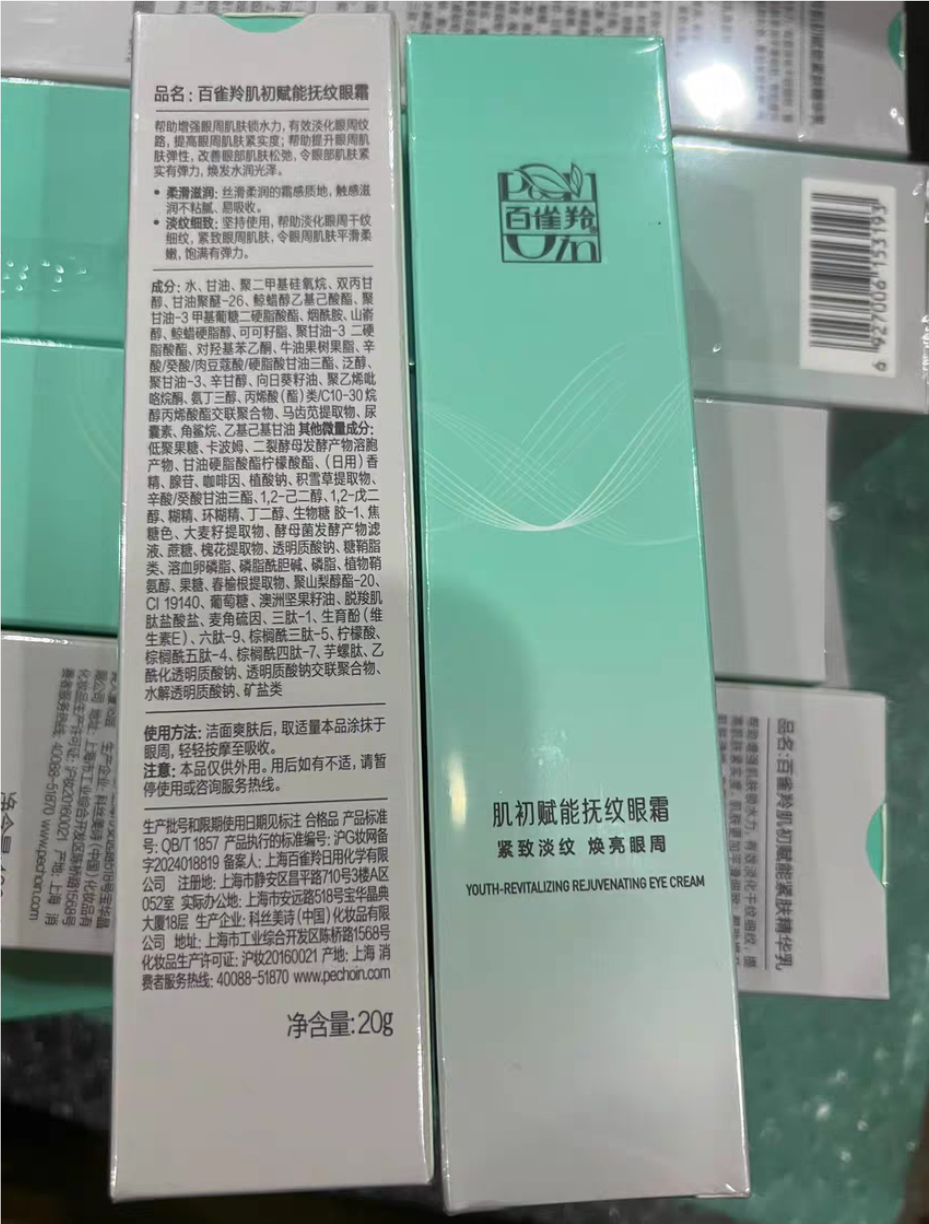 品名：百雀羚肌初赋能抚纹眼霜
帮助增强眼周肌肤锁水力，有效淡化眼周纹
路，提高眼周肌肤紧实度；帮助提升眼周肌
肤弹性，改善眼部肌肤松弛，令眼部肌肤紧
实有弹力，焕发水润光泽。
• 柔滑滋润：丝滑柔润的霜感质地，触感滋
润不粘腻、易吸收。
• 淡纹细致：坚持使用，帮助淡化眼周干纹
细纹，紧致眼周肌肤，令眼周肌肤平滑柔
嫩，饱满有弹力。
成分：水、甘油、聚二甲基硅氧烷、双丙甘
醇、甘油聚醚-26、鲸蜡醇乙基己酸酯、聚
甘油-3 甲基葡糖二硬脂酸酯、烟酰胺、山嵛
醇、鲸蜡硬脂醇、可可籽脂、聚甘油-3 二硬
脂酸酯、对羟基苯乙酮、牛油果树果脂、辛
酸/癸酸/肉豆蔻酸/硬脂酸甘油三酯、泛醇、
聚甘油-3、辛甘醇、向日葵籽油、聚乙烯吡
咯烷酮、氨丁三醇、丙烯酸（酯）类/C10-30 烷
醇丙烯酸酯交联聚合物、马齿苋提取物、尿
囊素、角鲨烷、乙基己基甘油 其他微量成分：
低聚果糖、卡波姆、二裂酵母发酵产物溶胞
产物、甘油硬脂酸酯柠檬酸酯、（日用）香
精、腺苷、咖啡因、植酸钠、积雪草提取物、
辛酸/癸酸甘油三酯、1,2-己二醇、1,2-戊二
醇、糊精、环糊精、丁二醇、生物糖 胶-1、焦
糖色、大麦籽提取物、酵母菌发酵产物滤
液、蔗糖、槐花提取物、透明质酸钠、糖鞘脂
类、溶血卵磷脂、磷脂酰胆碱、磷脂、植物鞘
氨醇、果糖、春榆根提取物、聚山梨醇酯-20、
CI 19140、葡萄糖、澳洲坚果籽油、脱羧肌
肽盐酸盐、麦角硫因、三肽-1、生育酚（维
生素E）、六肽-9、棕榈酰三肽-5、柠檬酸、
棕榈酰五肽-4、棕榈酰四肽-7、芋螺肽、乙
酰化透明质酸钠、透明质酸钠交联聚合物、
水解透明质酸钠、矿盐类
使用方法：洁面爽肤后，取适量本品涂抹于
眼周，轻轻按摩至吸收。
注意：本品仅供外用。用后如有不适，请暂
停使用或咨询服务热线。
生产批号和限期使用日期见标注 合格品 产品标准
号：QB/T 1857 产品执行的标准编号：沪G妆网备
字2024018819 备案人：上海百雀羚日用化学有限
公司 注册地：上海市静安区昌平路710号3楼A区
052室 实际办公地：上海市安远路518号宝华晶典
大厦18层 生产企业：科丝美诗（中国）化妆品有限
公司 地址：上海市工业综合开发区陈桥路1568号
化妆品生产许可证：沪妆20160021 产地：上海 消
费者服务热线：40088-51870 www.pechoin.com
净含量：20g
百雀羚
肌初赋能抚纹眼霜
紧致淡纹 焕亮眼周
YOUTH-REVITALIZING REJUVENATING EYE CREAM
6 927006 153193
品名：百雀羚肌初赋能紧肤精华乳